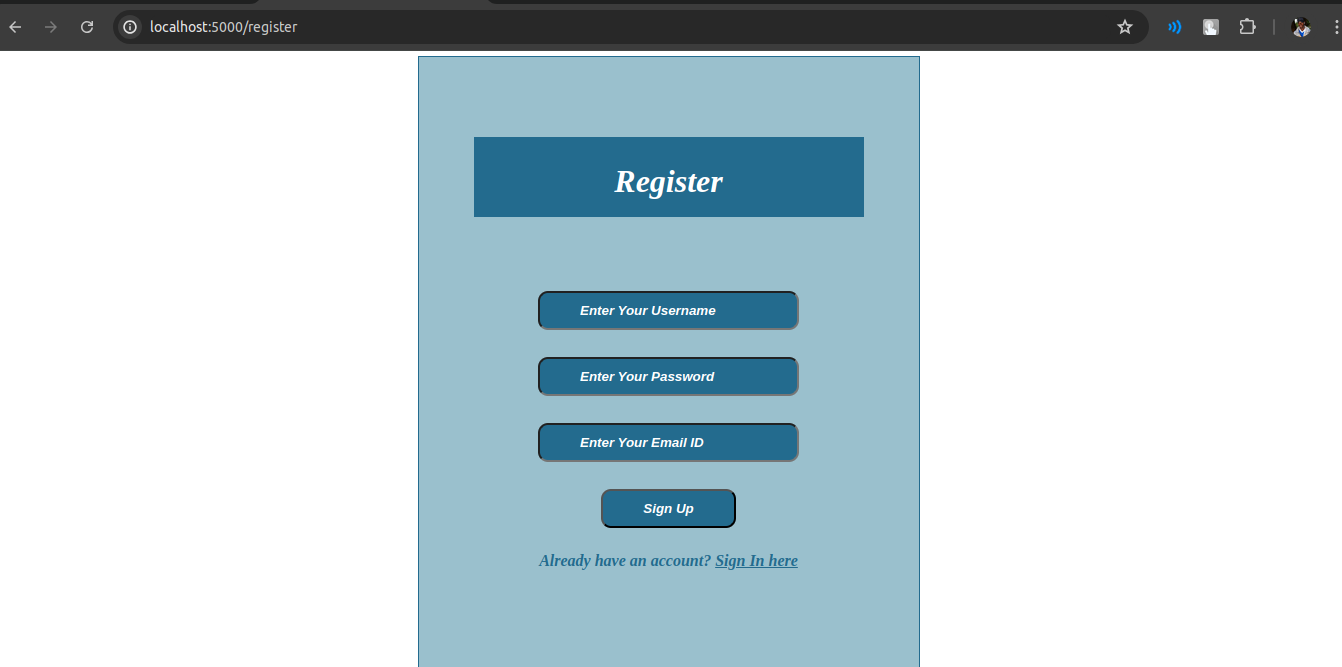 localhost:5000/register
Register
Enter Your Username
Enter Your Password
Enter Your Email ID
Sign Up
Already have an account? Sign In here